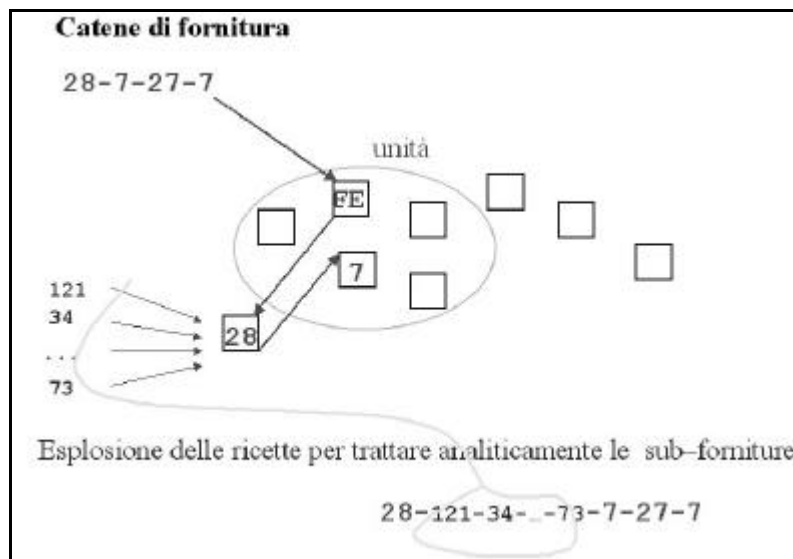 Catene di fornitura
28-7-27-7
unità
FE
7
121
34
...
73
28
Esplosione delle ricette per trattare analiticamente le sub-forniture
28-121-34-...-73-7-27-7